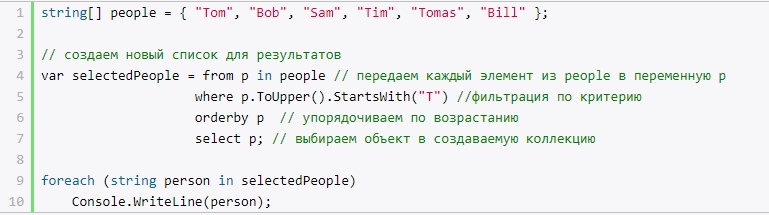 1 string[] people = { "Tom", "Bob", "Sam", "Tim", "Tomas", "Bill" };
2
3 // создаем новый список для результатов
4 var selectedPeople = from p in people // передаем каждый элемент из people в переменную p
5                     where p.ToUpper().StartsWith("T") //фильтрация по критерию
6                     orderby p  // упорядочиваем по возрастанию
7                     select p; // выбираем объект в создаваемую коллекцию
8
9 foreach (string person in selectedPeople)
10     Console.WriteLine(person);